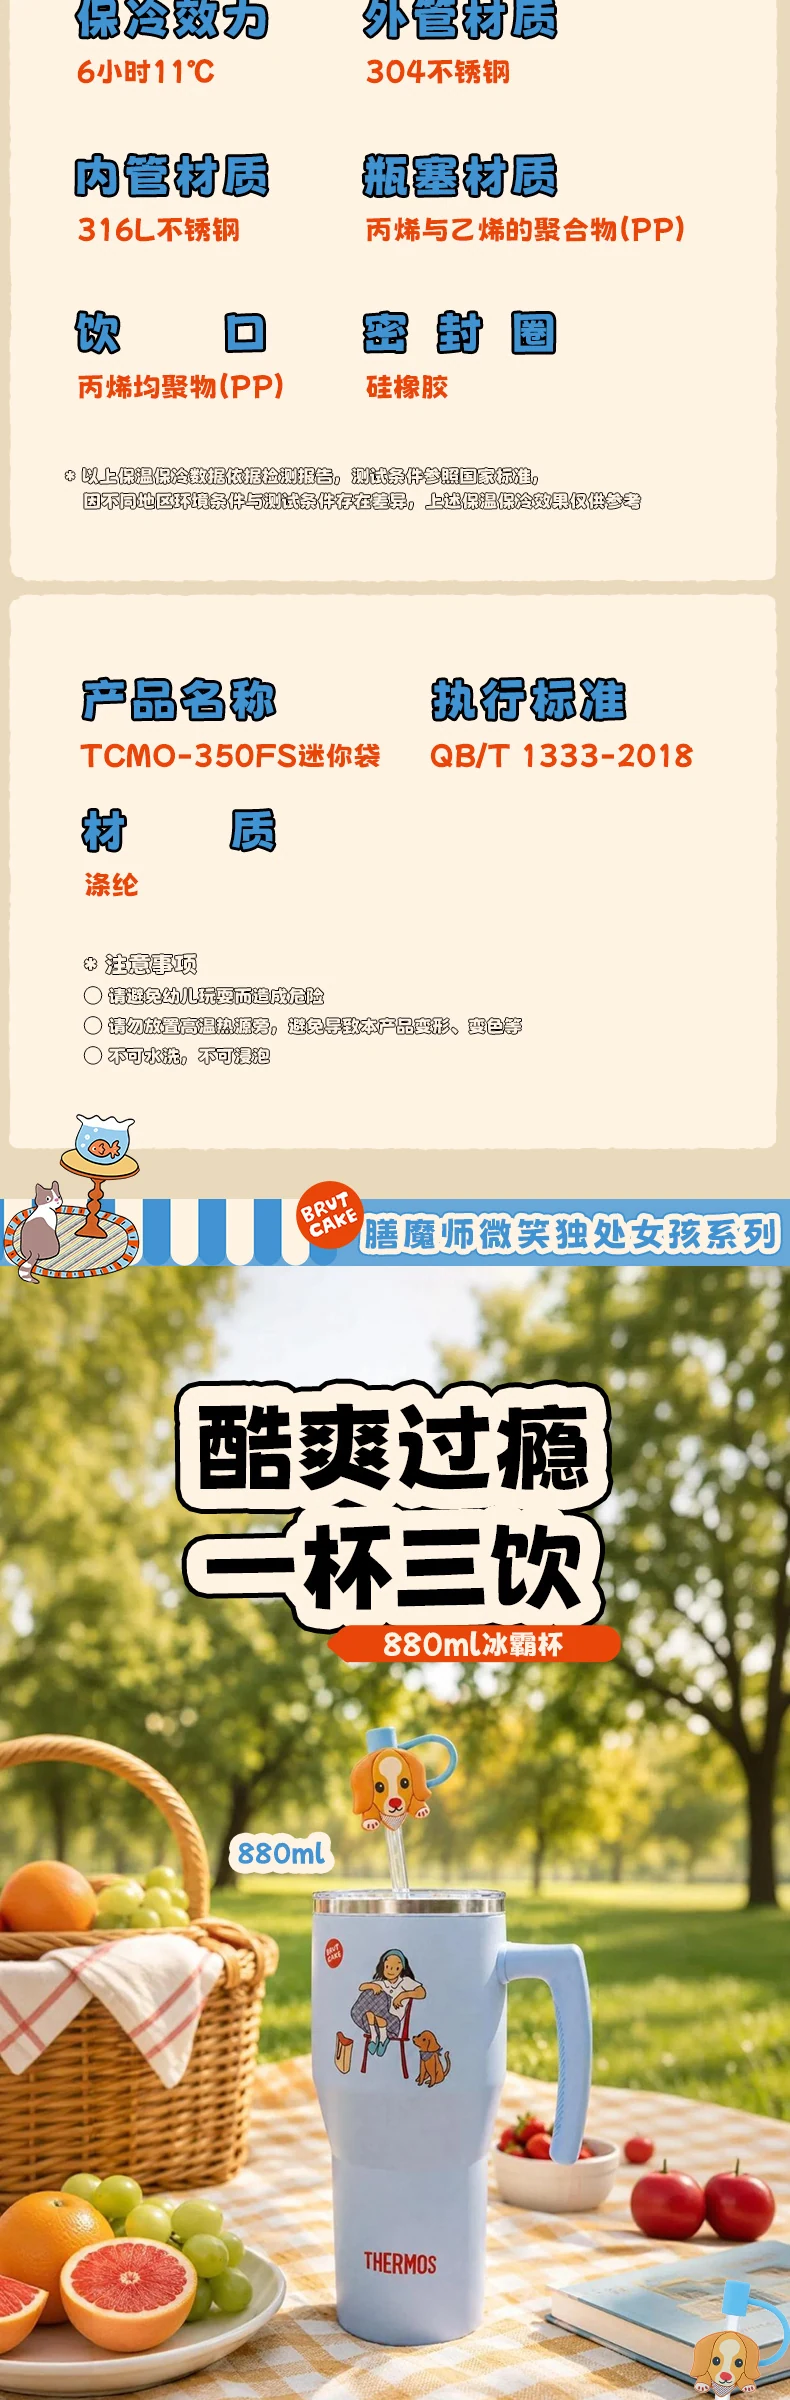 保冷效力
外管材质
6小时11℃
304不锈钢
内管材质
瓶塞材质
316L不锈钢
丙烯与乙烯的聚合物(PP)
饮口
密封圈
丙烯均聚物(PP)
硅橡胶
* 以上保温保冷数据依据检测报告，测试条件参照国家标准，
因不同地区环境条件与测试条件存在差异，上述保温保冷效果仅供参考
产品名称
执行标准
TCMO-350FS迷你袋
QB/T 1333-2018
材质
涤纶
* 注意事项
○ 请避免幼儿玩耍而造成危险
○ 请勿放置高温热源旁，避免导致本产品变形、变色等
○ 不可水洗，不可浸泡
BRUT
CAKE
膳魔师微笑独处女孩系列
酷爽过瘾
一杯三饮
880ml冰霸杯
880ml
BRUT
CAKE
THERMOS